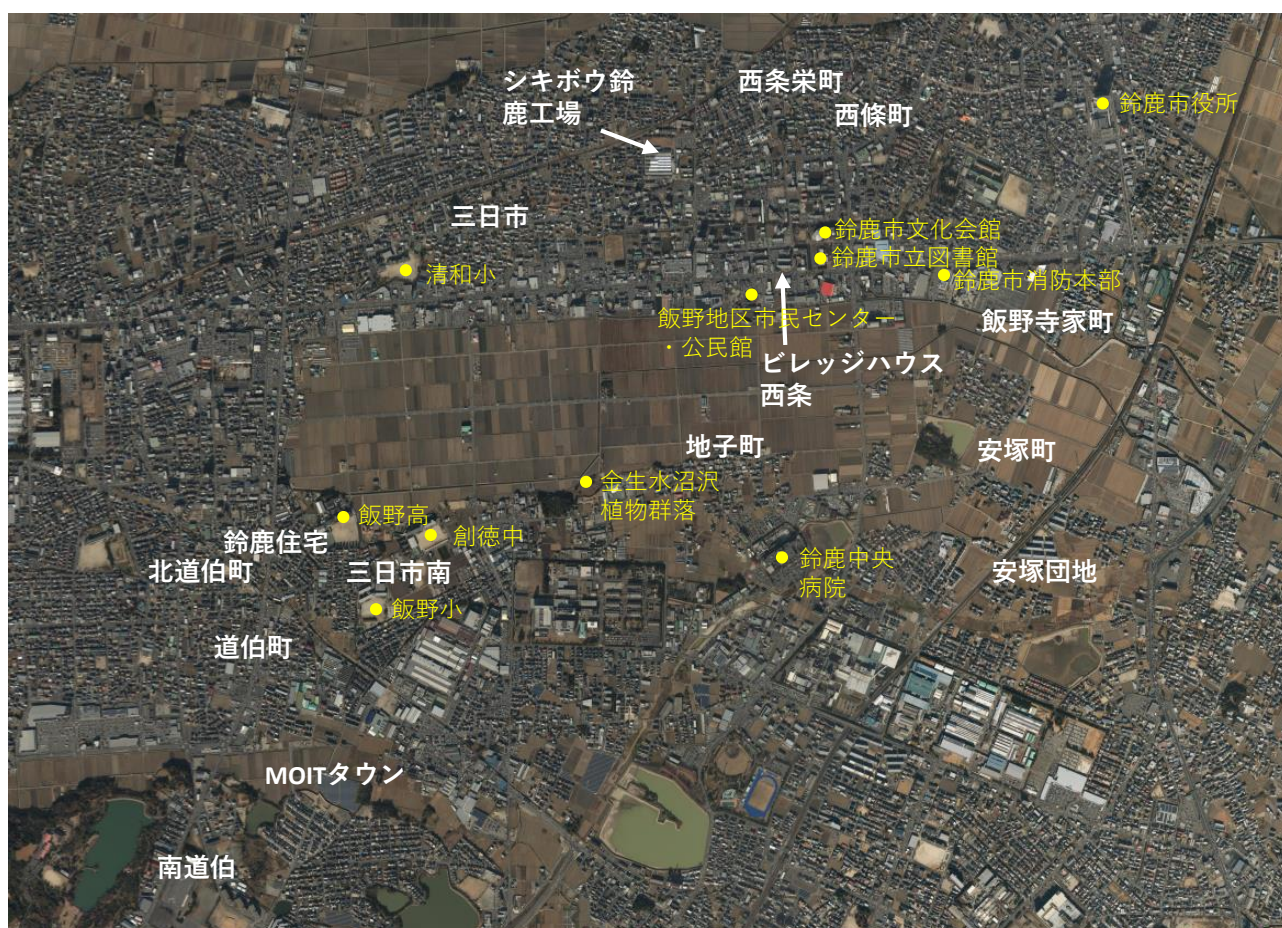 シキボウ鈴
鹿工場
西条栄町
西條町
鈴鹿市役所
三日市
鈴鹿市文化会館
鈴鹿市立図書館
清和小
鈴鹿市消防本部
飯野地区市民センター
・公民館
飯野寺家町
ビレッジハウス
西条
地子町
安塚町
金生水沼沢
植物群落
飯野高
創徳中
鈴鹿住宅
北道伯町
三日市南
鈴鹿中央
病院
安塚団地
飯野小
道伯町
MOITタウン
南道伯